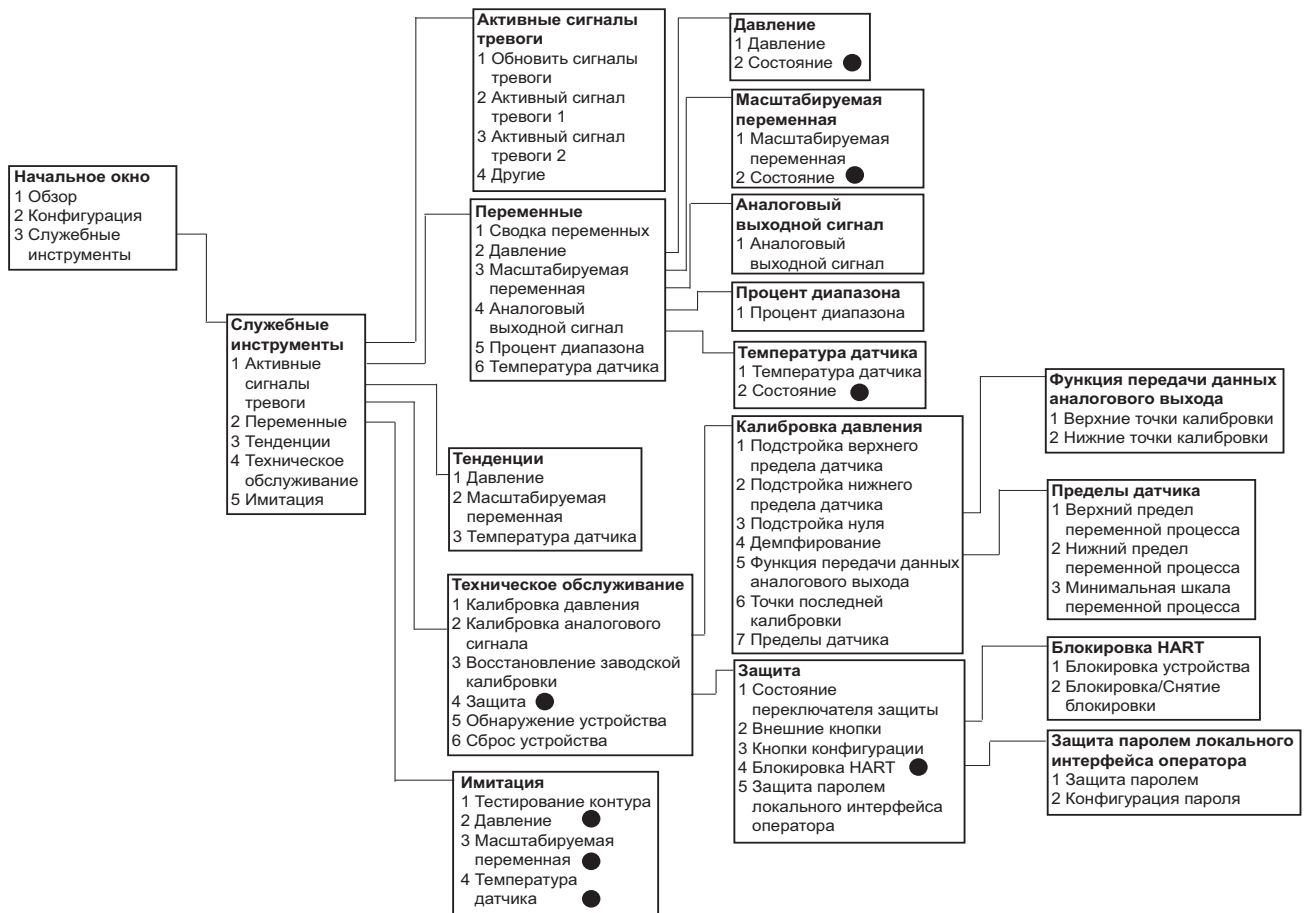 Начальное окно
1 Обзор
2 Конфигурация
3 Служебные
инструменты
Служебные
инструменты
1 Активные
сигналы
тревоги
2 Переменные
3 Тенденции
4 Техническое
обслуживание
5 Имитация
Активные сигналы
тревоги
1 Обновить сигналы
тревоги
2 Активный сигнал
тревоги 1
3 Активный сигнал
тревоги 2
4 Другие
Переменные
1 Сводка переменных
2 Давление
3 Масштабируемая
переменная
4 Аналоговый
выходной сигнал
5 Процент диапазона
6 Температура датчика
Тенденции
1 Давление
2 Масштабируемая
переменная
3 Температура датчика
Техническое обслуживание
1 Калибровка давления
2 Калибровка аналогового
сигнала
3 Восстановление заводской
калибровки
4 Защита
5 Обнаружение устройства
6 Сброс устройства
Имитация
1 Тестирование контура
2 Давление
3 Масштабируемая
переменная
4 Температура
датчика
Давление
1 Давление
2 Состояние
Масштабируемая
переменная
1 Масштабируемая
переменная
2 Состояние
Аналоговый
выходной сигнал
1 Аналоговый
выходной сигнал
Процент диапазона
1 Процент диапазона
Температура датчика
1 Температура датчика
2 Состояние
Калибровка давления
1 Подстройка верхнего
предела датчика
2 Подстройка нижнего
предела датчика
3 Подстройка нуля
4 Демпфирование
5 Функция передачи данных
аналогового выхода
6 Точки последней
калибровки
7 Пределы датчика
Защита
1 Состояние
переключателя защиты
2 Внешние кнопки
3 Кнопки конфигурации
4 Блокировка HART
5 Защита паролем
локального интерфейса
оператора
Функция передачи данных
аналогового выхода
1 Верхние точки калибровки
2 Нижние точки калибровки
Пределы датчика
1 Верхний предел
переменной процесса
2 Нижний предел
переменной процесса
3 Минимальная шкала
переменной процесса
Блокировка HART
1 Блокировка устройства
2 Блокировка/Снятие
блокировки
Защита паролем локального
интерфейса оператора
1 Защита паролем
2 Конфигурация пароля